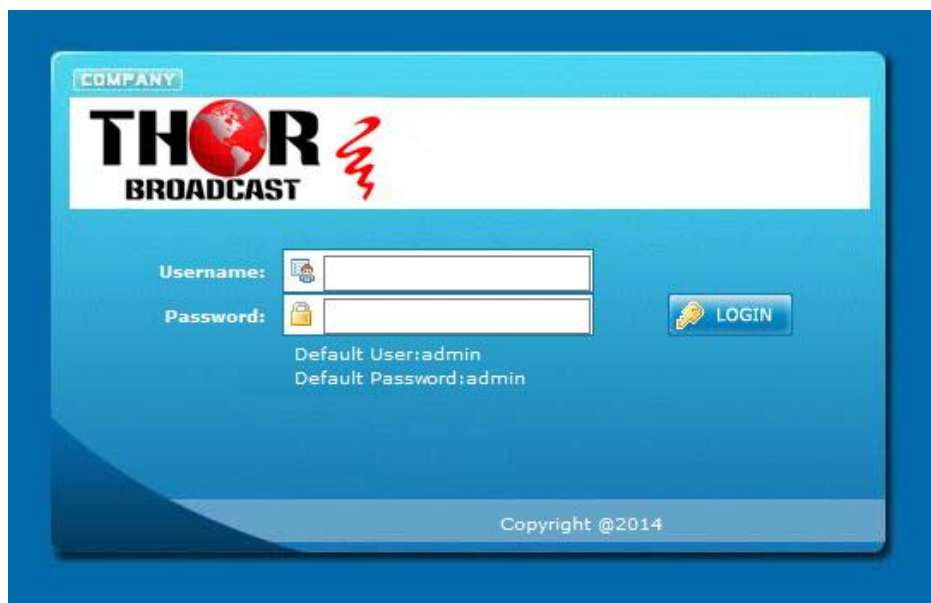 COMPANY
THOR
BROADCAST
Username:
Password:
LOGIN
Default User:admin
Default Password:admin
Copyright @2014